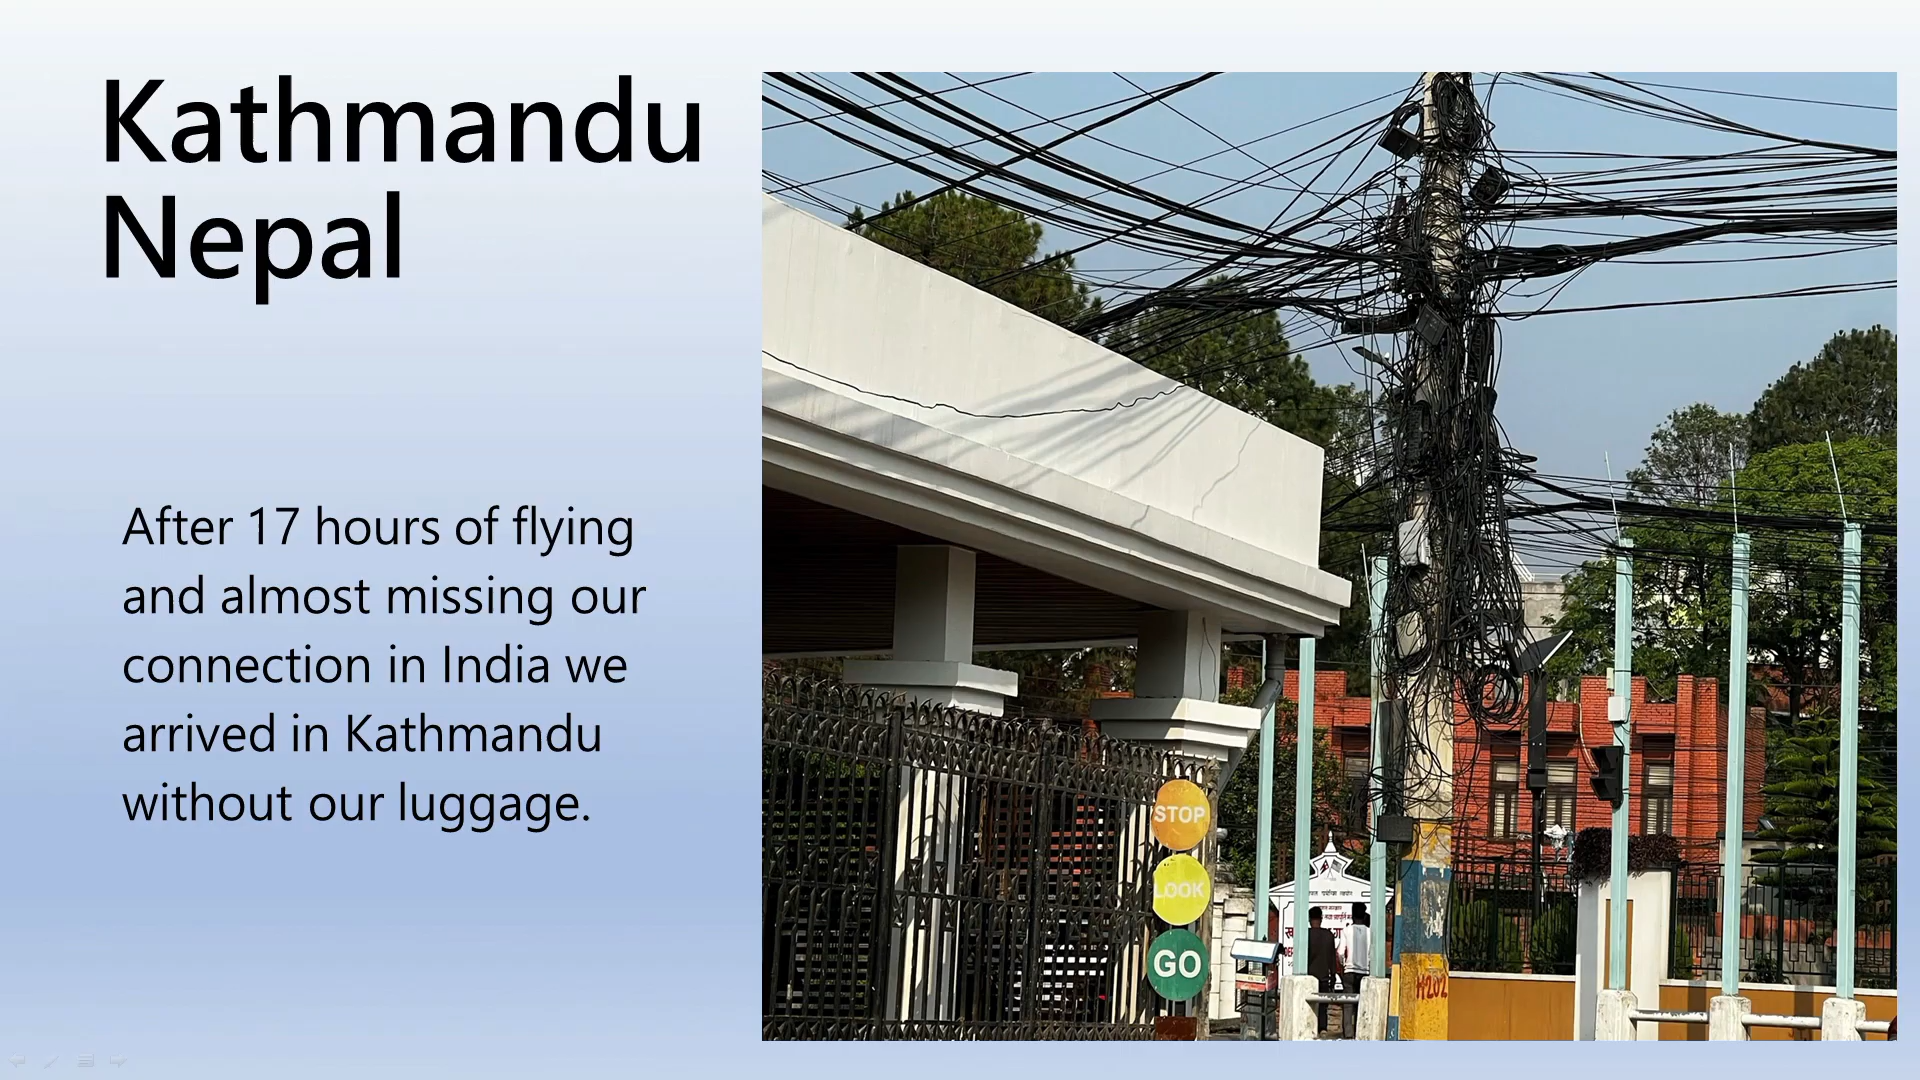 Kathmandu
Nepal
After 17 hours of flying
and almost missing our
connection in India we
arrived in Kathmandu
without our luggage.
STOP
LOOK
GO
H202